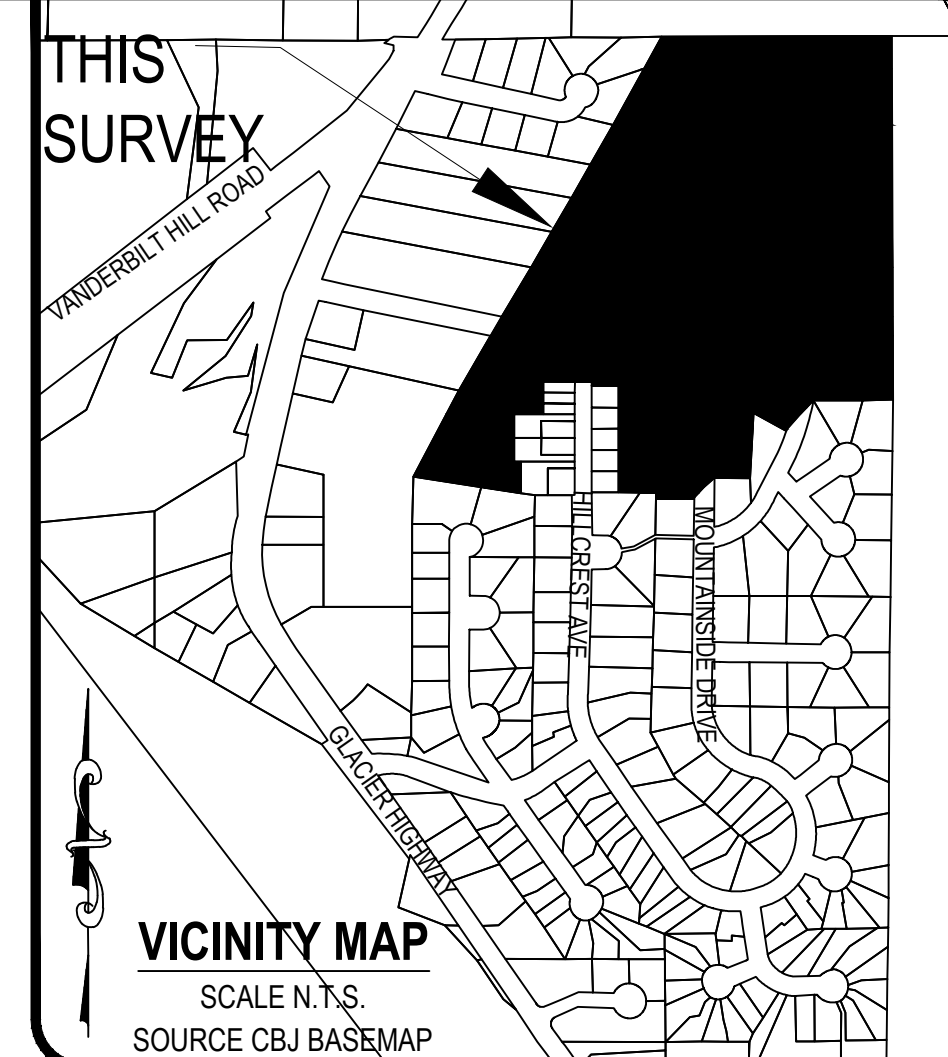 THIS
SURVEY
VANDERBILT HILL ROAD
HILLCREST AVE
MOUNTAINSIDE DRIVE
GLACIER HIGHWAY
VICINITY MAP
SCALE N.T.S.
SOURCE CBJ BASEMAP